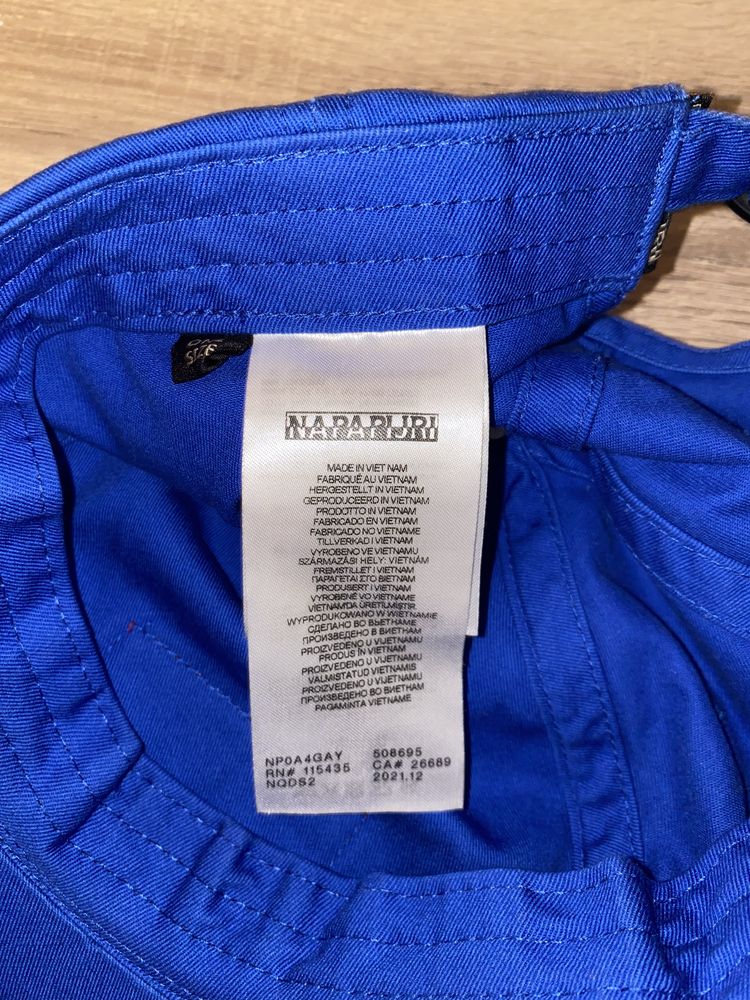 SIZE
NAPAPIJRI
MADE IN VIET NAM
FABRIQUÉ AU VIETNAM
HERGESTELLT IN VIETNAM
GEPRODUCEERD IN VIETNAM
PRODOTTO IN VIETNAM
FABRICADO EN VIETNAM
FABRICADO NO VIETNAME
TILLVERKAD I VIETNAM
VYROBENO VE VIETNAMU
SZÁRMAZÁSI HELY: VIETNÁM
FREMSTILLET I VIETNAM
ΠΑΡΑΓΕΤΑΙ ΣΤΟ ΒΙΕΤΝΑΜ
PRODUSERT I VIETNAM
VYROBENÉ VO VIETNAME
VIETNAMDA ÜRETILMIŞTIR
WYPRODUKOWANO W WIETNAMIE
СДЕЛАНО ВО ВЬЕТНАМЕ
ПРОИЗВЕДЕНО В ВИЕТНАМ
PROIZVEDENO U VIJETNAMU
PRODUS ÎN VIETNAM
PROIZVEDENO U VIJETNAMU
VALMISTATUD VIETNAMIS
PROIZVEDENO U VIJETNAMU
ПРОИЗВЕДЕНО ВО ВИЕТНАМ
PAGAMINTA VIETNAME
NP0A4GAY 508695
RN# 115435 CA# 26689
NQDS2 2021.12